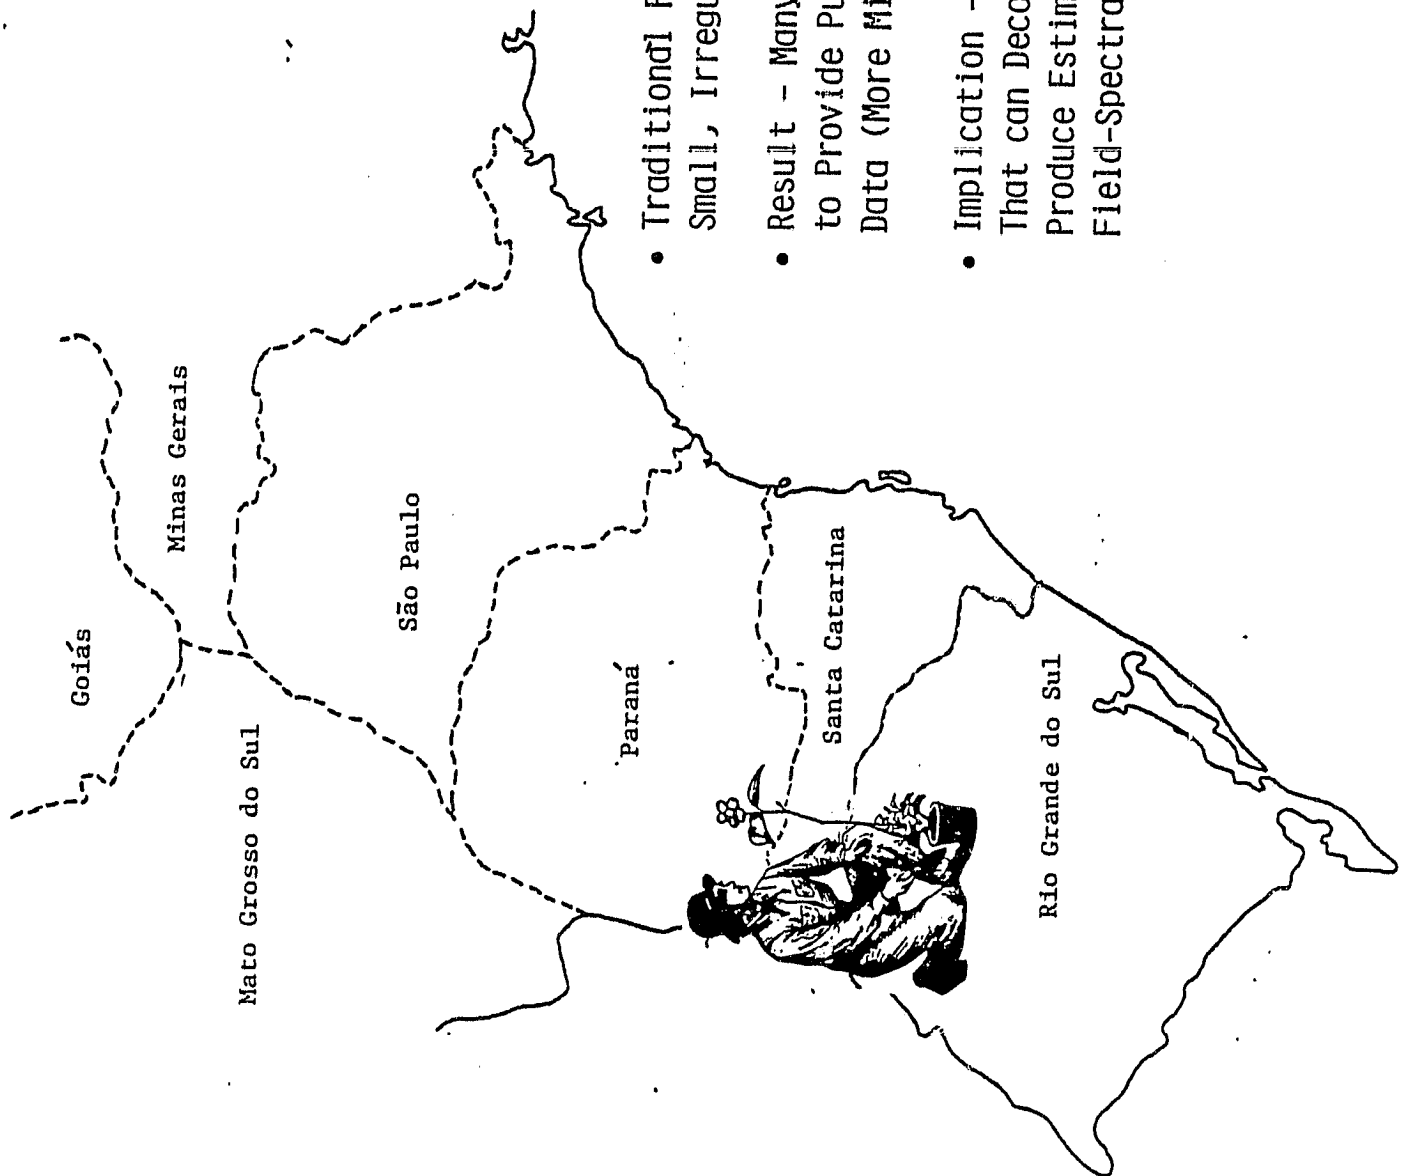 Goiás
Minas Gerais
Mato Grosso do Sul
São Paulo
Paraná
Santa Catarina
Rio Grande do Sul
• Traditional F
Small, Irregu
• Result - Many
to Provide Pu
Data (More Mi
• Implication -
That can Deco
Produce Estim
Field-Spectra